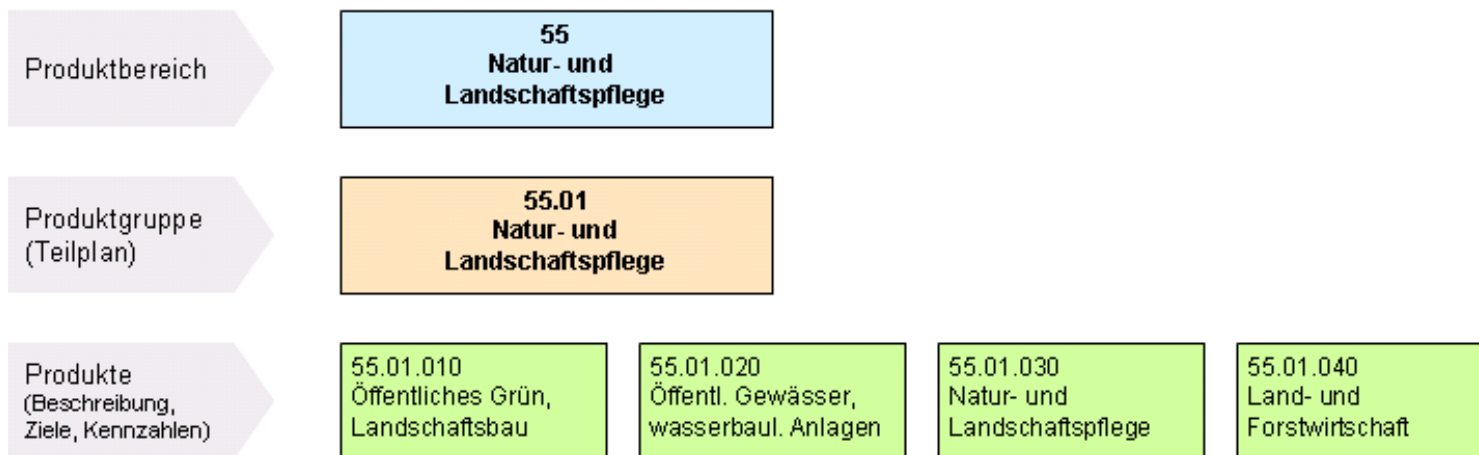 Produktbereich
55
Natur- und
Landschaftspflege
Produktgruppe
(Teilplan)
55.01
Natur- und
Landschaftspflege
Produkte
(Beschreibung,
Ziele, Kennzahlen)
55.01.010
Öffentliches Grün,
Landschaftsbau
55.01.020
Öffentl. Gewässer,
wasserbaul. Anlagen
55.01.030
Natur- und
Landschaftspflege
55.01.040
Land- und
Forstwirtschaft